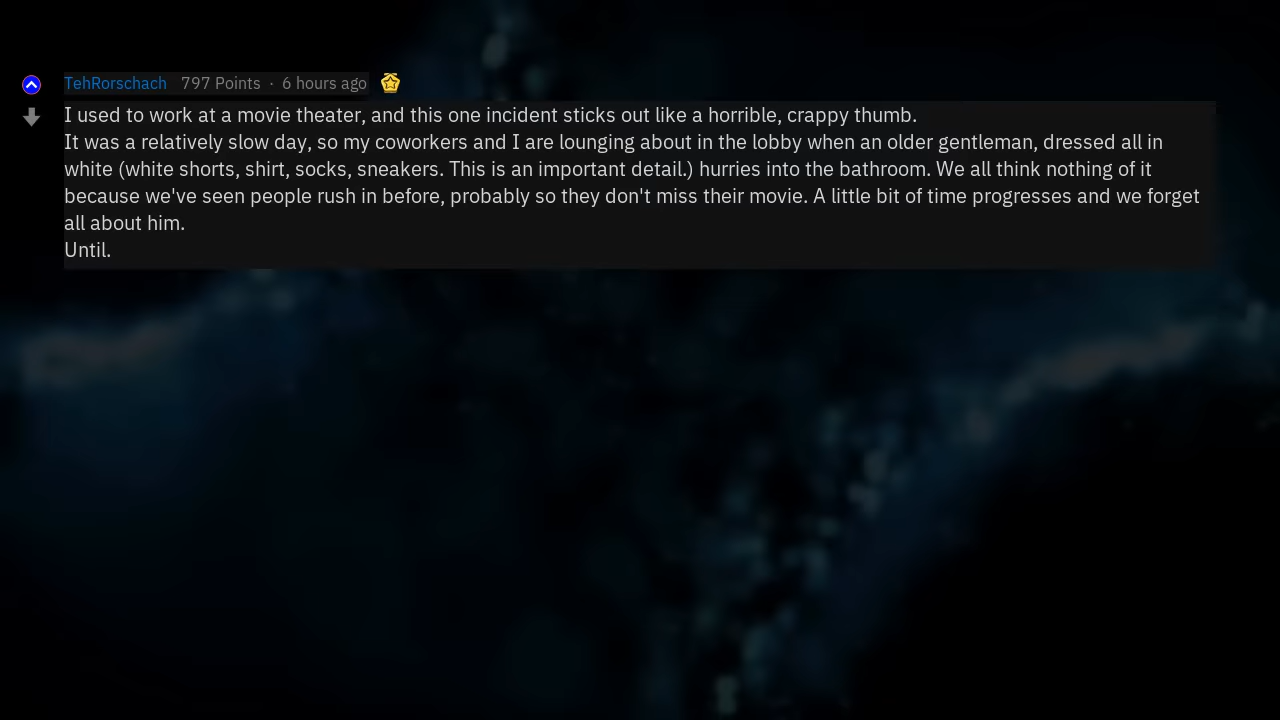 TehRorschach 797 Points · 6 hours ago
I used to work at a movie theater, and this one incident sticks out like a horrible, crappy thumb.
It was a relatively slow day, so my coworkers and I are lounging about in the lobby when an older gentleman, dressed all in
white (white shorts, shirt, socks, sneakers. This is an important detail.) hurries into the bathroom. We all think nothing of it
because we've seen people rush in before, probably so they don't miss their movie. A little bit of time progresses and we forget
all about him.
Until.